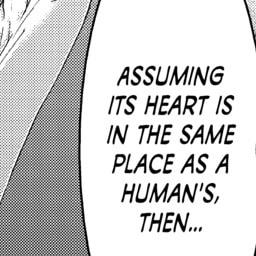 ASSUMING
ITS HEART IS
IN THE SAME
PLACE AS A
HUMAN'S,
THEN...